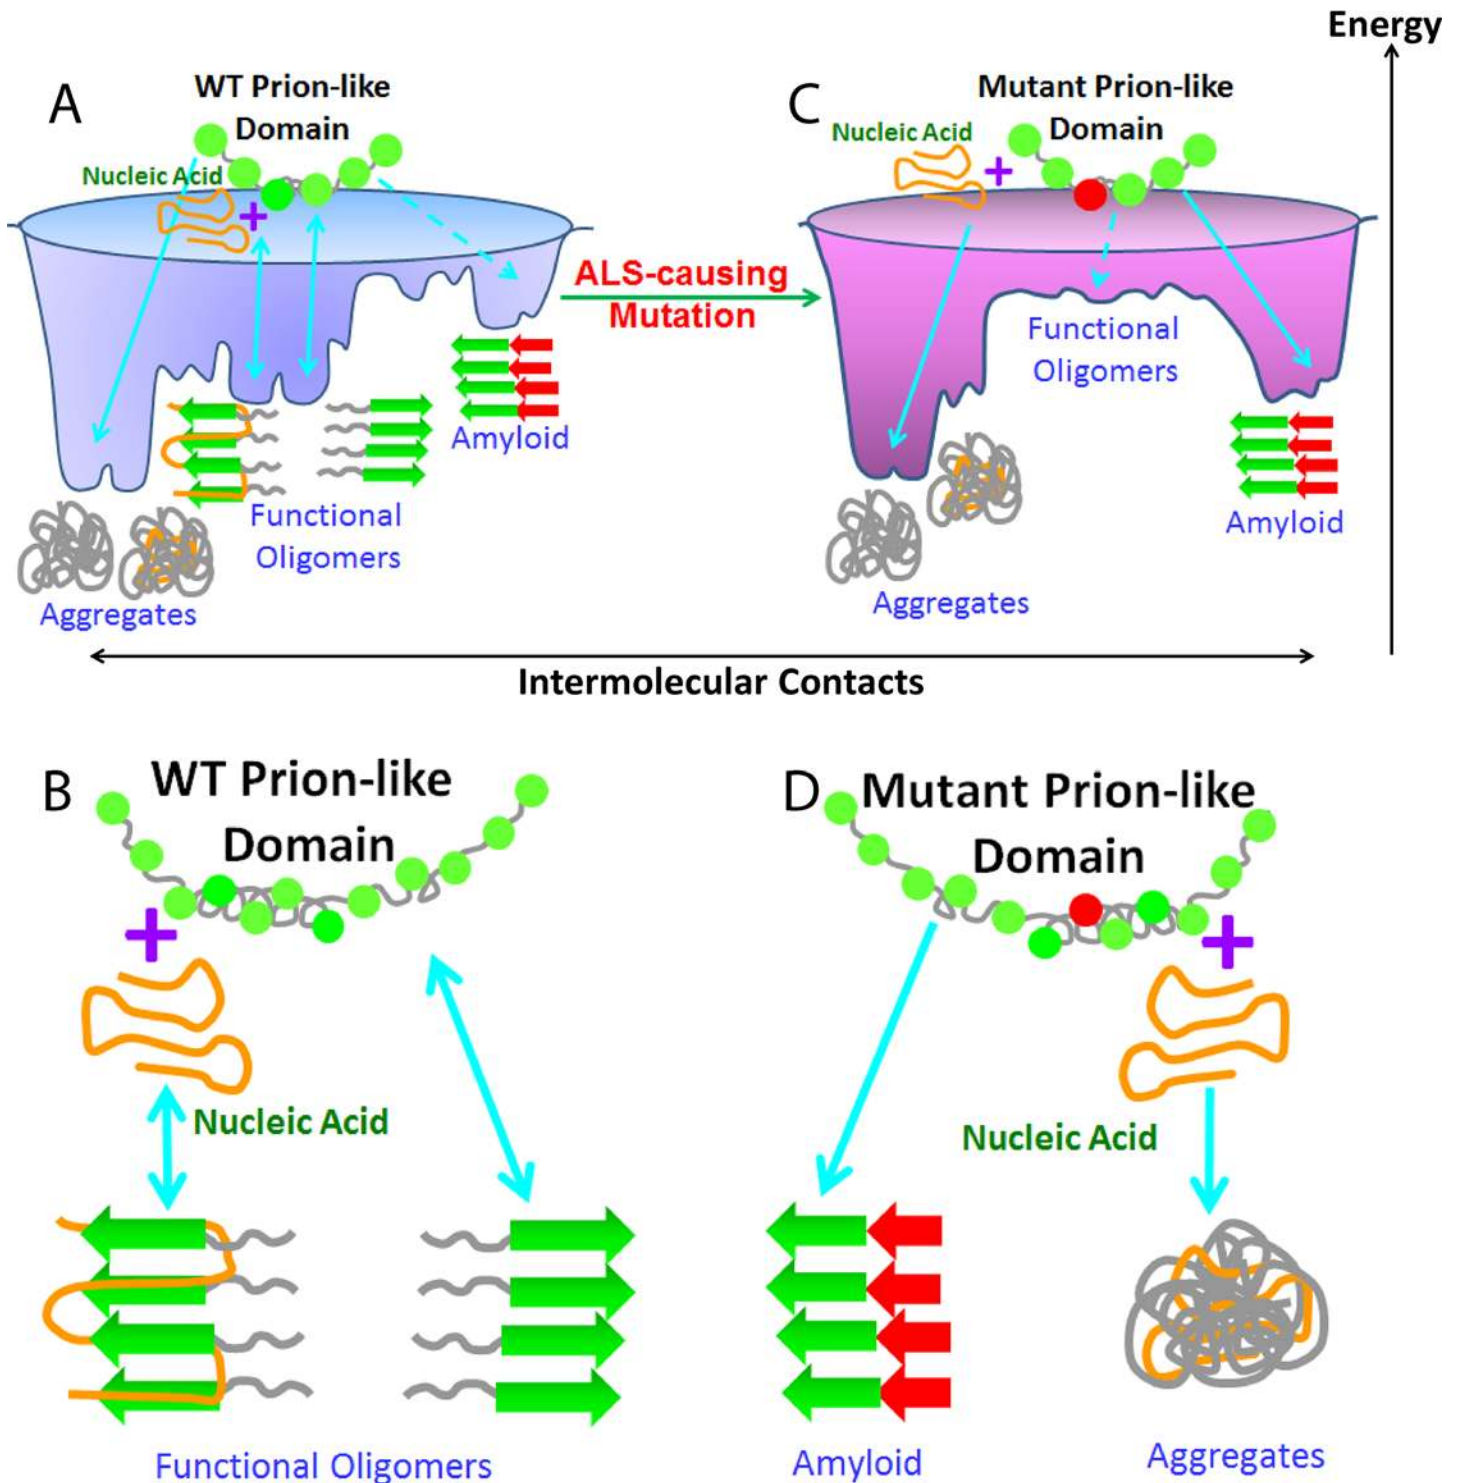 Energy
A
WT Prion-like
Domain
Nucleic Acid
+
C
Mutant Prion-like
Domain
Nucleic Acid
+
ALS-causing
Mutation
Functional
Oligomers
Amyloid
Functional
Oligomers
Aggregates
Amyloid
Aggregates
Intermolecular Contacts
B
WT Prion-like
Domain
+
Nucleic Acid
Functional Oligomers
D
Mutant Prion-like
Domain
+
Nucleic Acid
Amyloid
Aggregates